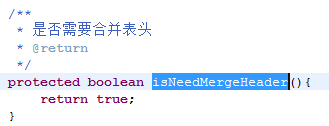 /**
 * 是否需要合并表头
 * @return
 */
protected boolean isNeedMergeHeader(){
    return true;
}